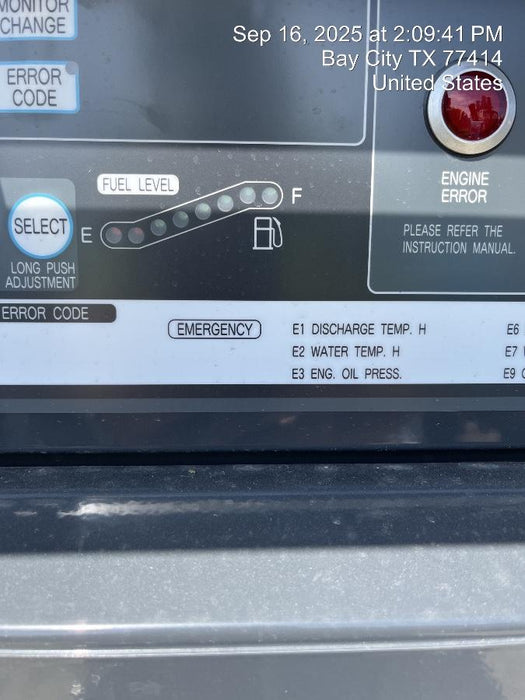 MONITOR
CHANGE
Sep 16, 2025 at 2:09:41 PM
Bay City TX 77414
United States
ERROR
CODE
ENGINE
ERROR
PLEASE REFER THE
INSTRUCTION MANUAL.
FUEL LEVEL
SELECT
E
F
LONG PUSH
ADJUSTMENT
ERROR CODE
EMERGENCY
E1 DISCHARGE TEMP. H
E2 WATER TEMP. H
E3 ENG. OIL PRESS.
E6
E7
E9